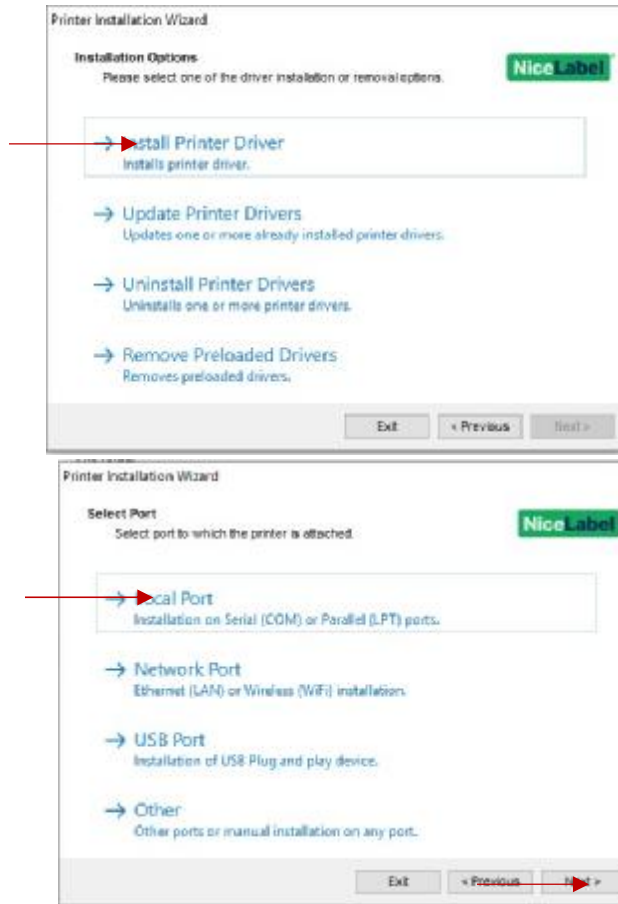 Printer Installation Wizard
Installation Options
Please select one of the driver installation or removal options.
NiceLabel
Install Printer Driver
Installs printer driver.
Update Printer Drivers
Updates one or more already installed printer drivers.
Uninstall Printer Drivers
Uninstalls one or more printer drivers.
Remove Preloaded Drivers
Removes preloaded drivers.
Exit < Previous Next >
Printer Installation Wizard
Select Port
Select port to which the printer is attached.
NiceLabel
Local Port
Installation on Serial (COM) or Parallel (LPT) ports.
Network Port
Ethernet (LAN) or Wireless (WiFi) installation.
USB Port
Installation of USB Plug and play device.
Other
Other ports or manual installation on any port.
Exit < Previous Next >